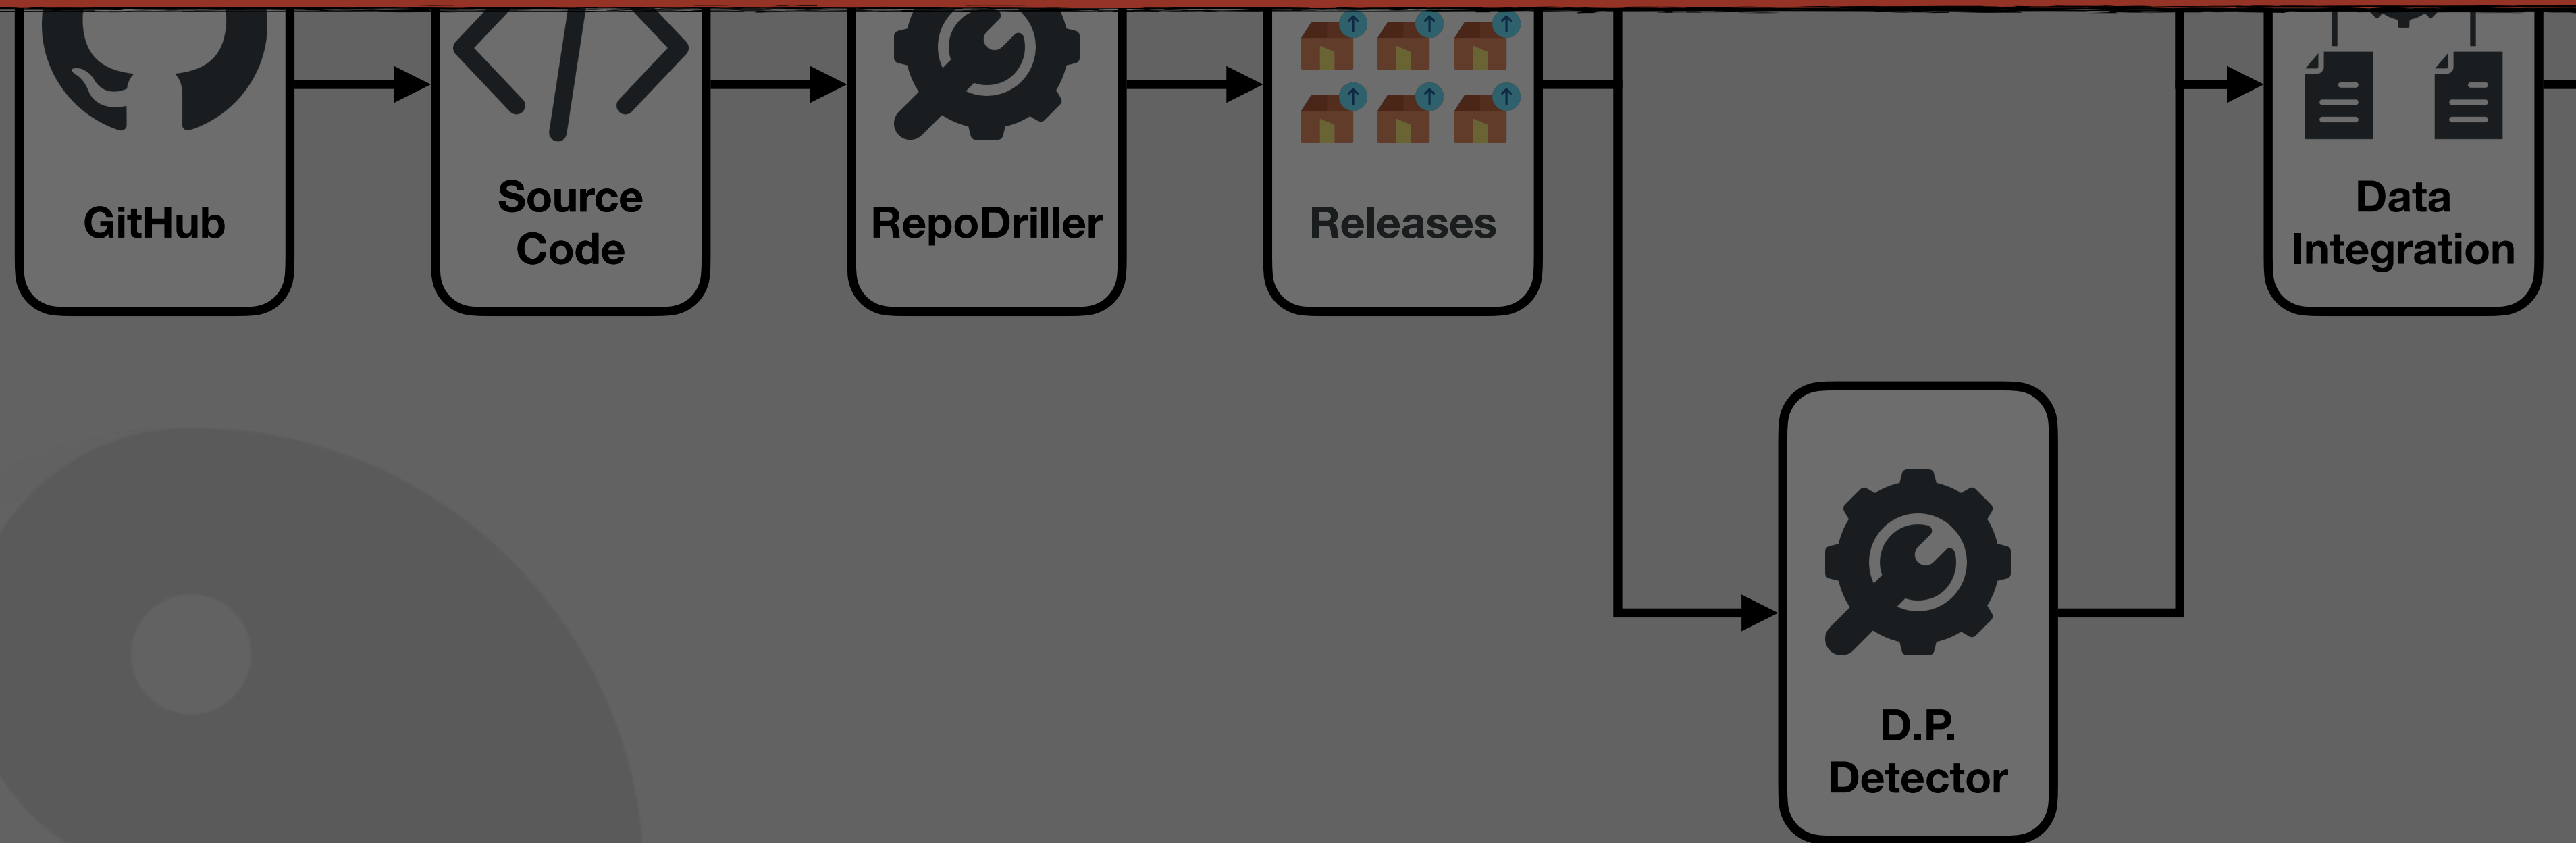 GitHub
Source
Code
RepoDriller
Releases
Data
Integration
D.P.
Detector